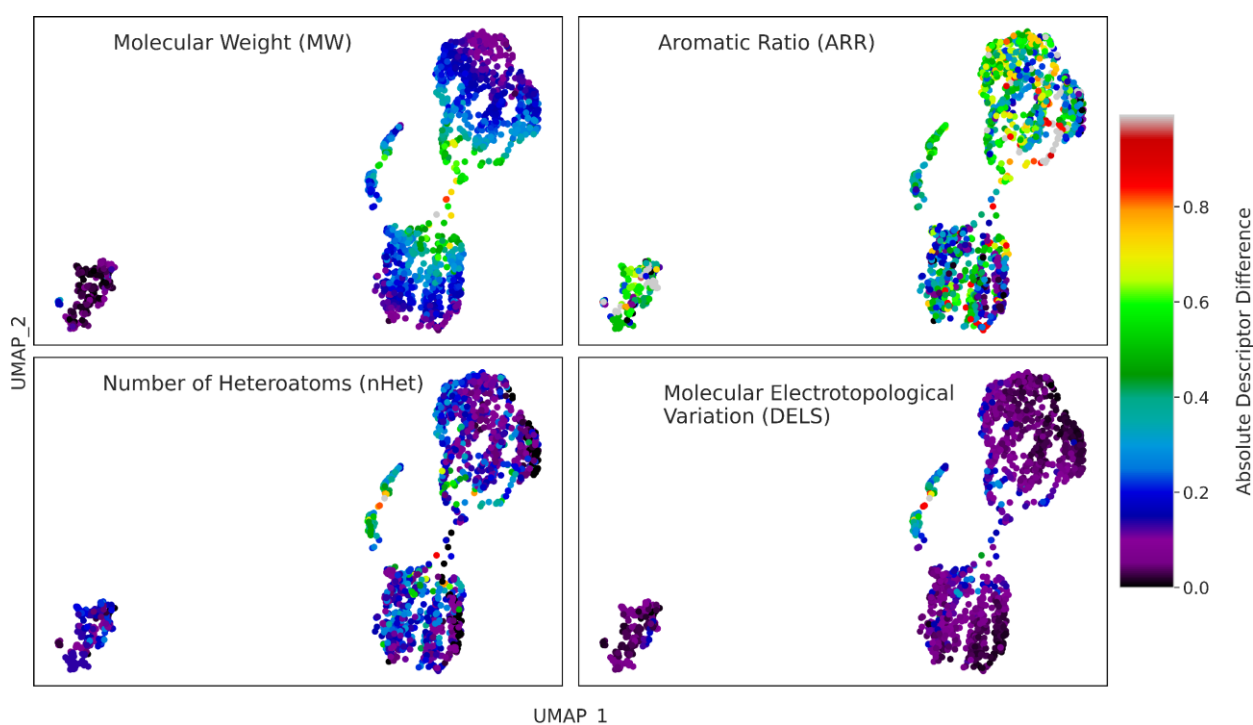 Molecular Weight (MW)
Aromatic Ratio (ARR)
Number of Heteroatoms (nHet)
Molecular Electrotopological
Variation (DELS)
UMAP_2
UMAP_1
0.8
0.6
0.4
0.2
0.0
Absolute Descriptor Difference